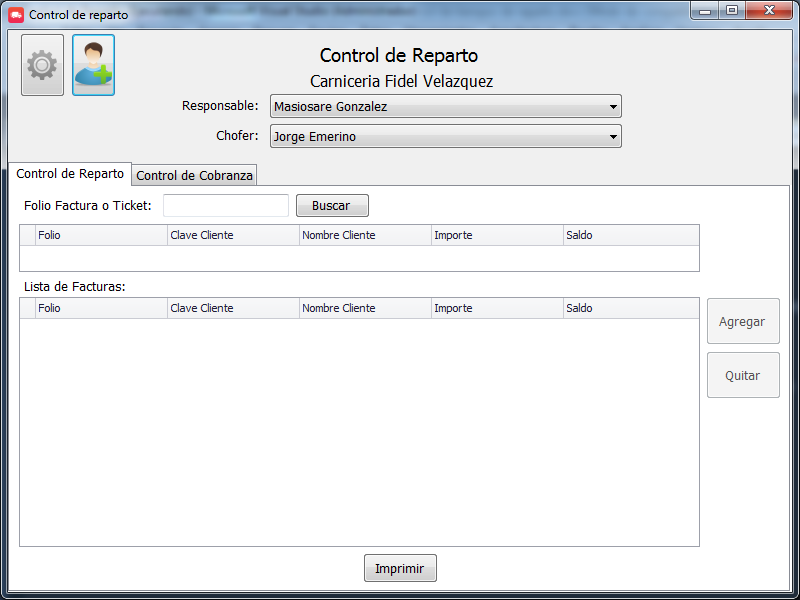 Control de reparto
Control de Reparto
Carniceria Fidel Velazquez
Responsable: Masiosare Gonzalez
Chofer: Jorge Emerino
Control de Reparto Control de Cobranza
Folio Factura o Ticket: Buscar
Folio Clave Cliente Nombre Cliente Importe Saldo
Lista de Facturas:
Folio Clave Cliente Nombre Cliente Importe Saldo
Agregar
Quitar
Imprimir